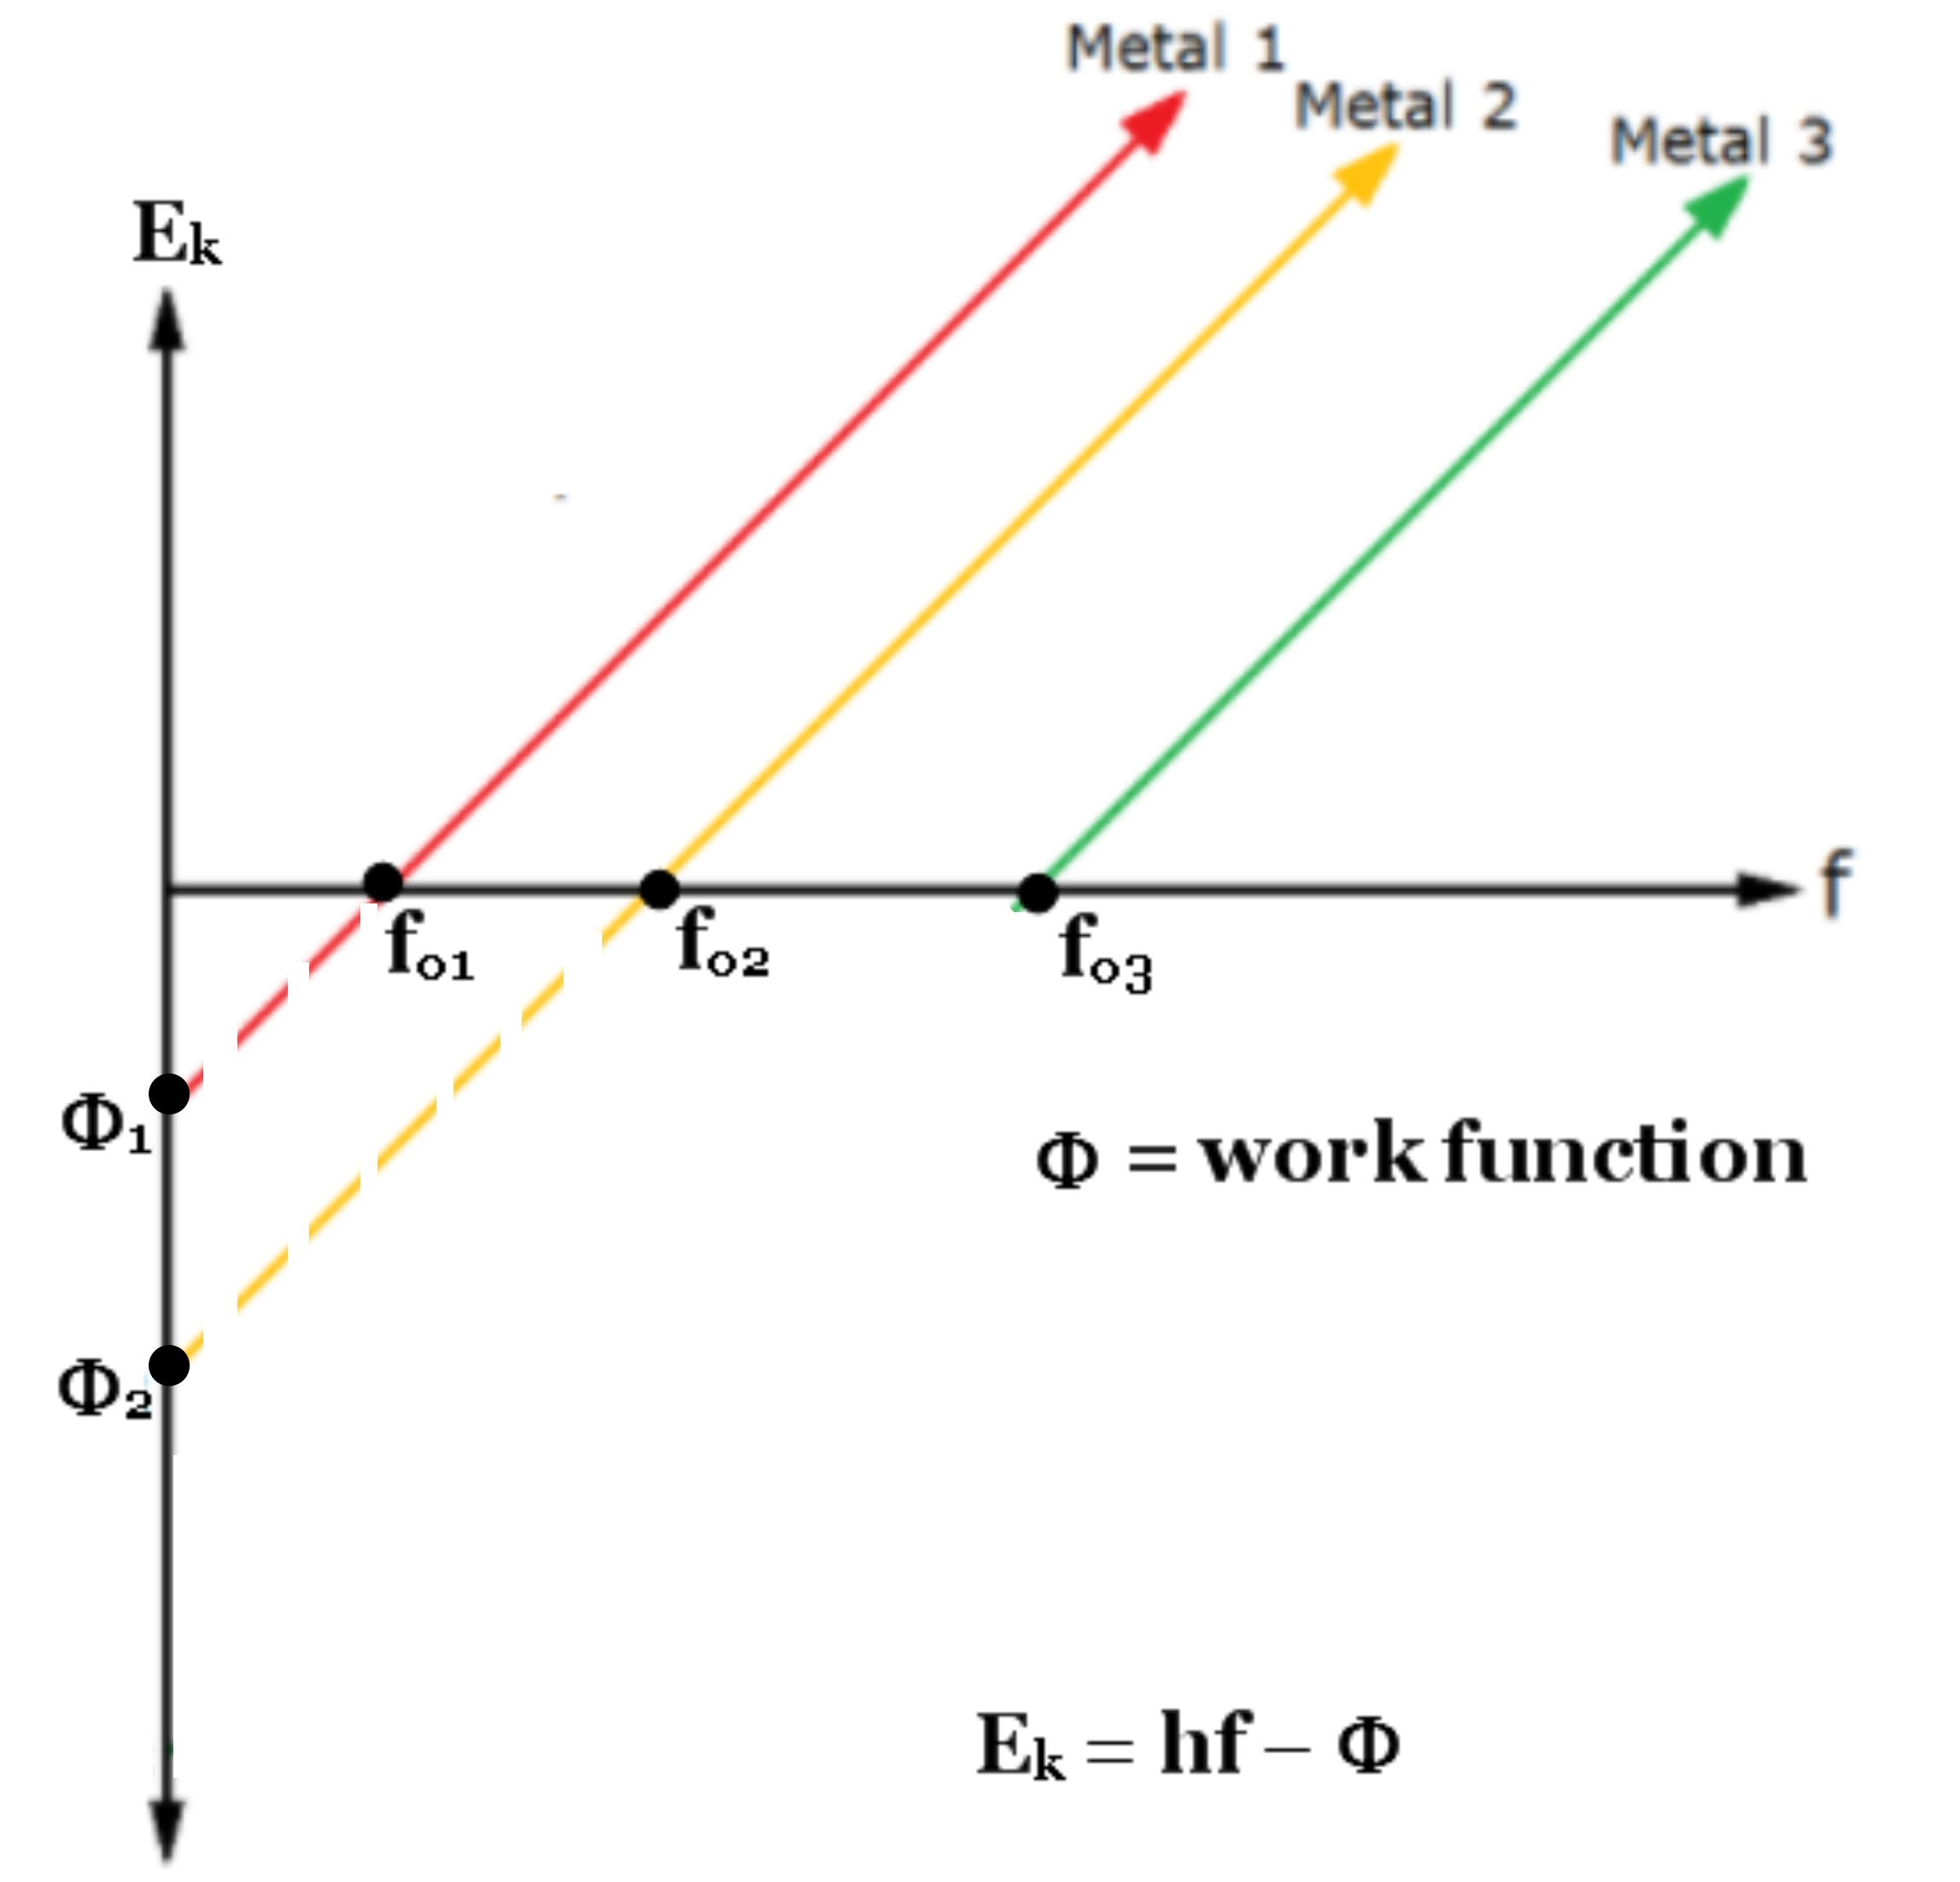 Metal 1
Metal 2
Metal 3
Eₖ
f
fₒ₁
fₒ₂
fₒ₃
Φ₁
Φ = work function
Φ₂
Eₖ = hf – Φ